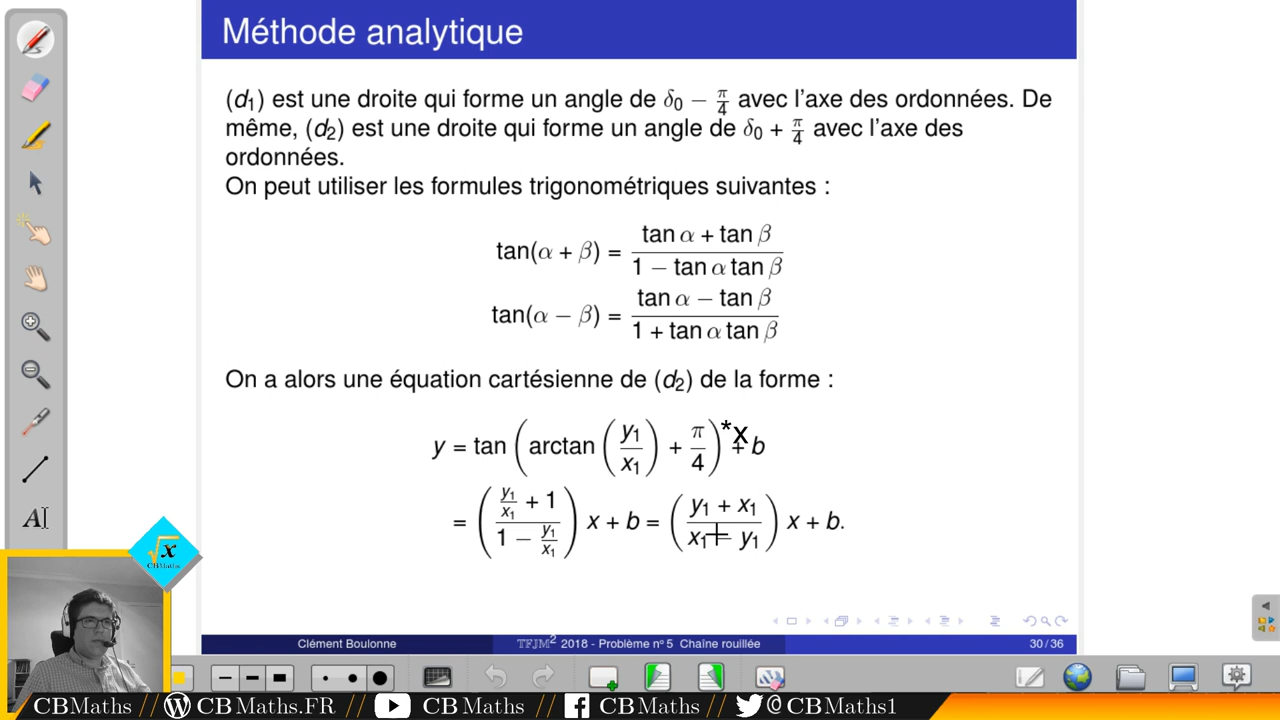 Méthode analytique
(d₁) est une droite qui forme un angle de δ₀ − π/4 avec l'axe des ordonnées. De
même, (d₂) est une droite qui forme un angle de δ₀ + π/4 avec l'axe des
ordonnées.
On peut utiliser les formules trigonométriques suivantes :
tan(α + β) = (tan α + tan β)/(1 − tan α tan β)
tan(α − β) = (tan α − tan β)/(1 + tan α tan β)
On a alors une équation cartésienne de (d₂) de la forme :
y = tan (arctan (y₁/x₁) + π/4) *x + b
= ((y₁/x₁ + 1)/(1 − y₁/x₁)) x + b = ((y₁ + x₁)/(x₁ − y₁)) x + b.
A
√x
CBMaths
Clément Boulonne TFJM² 2018 - Problème nº 5 Chaîne rouillée 30 / 36
CBMaths // CBMaths.FR / CBMaths // CBMaths // @CBMaths1